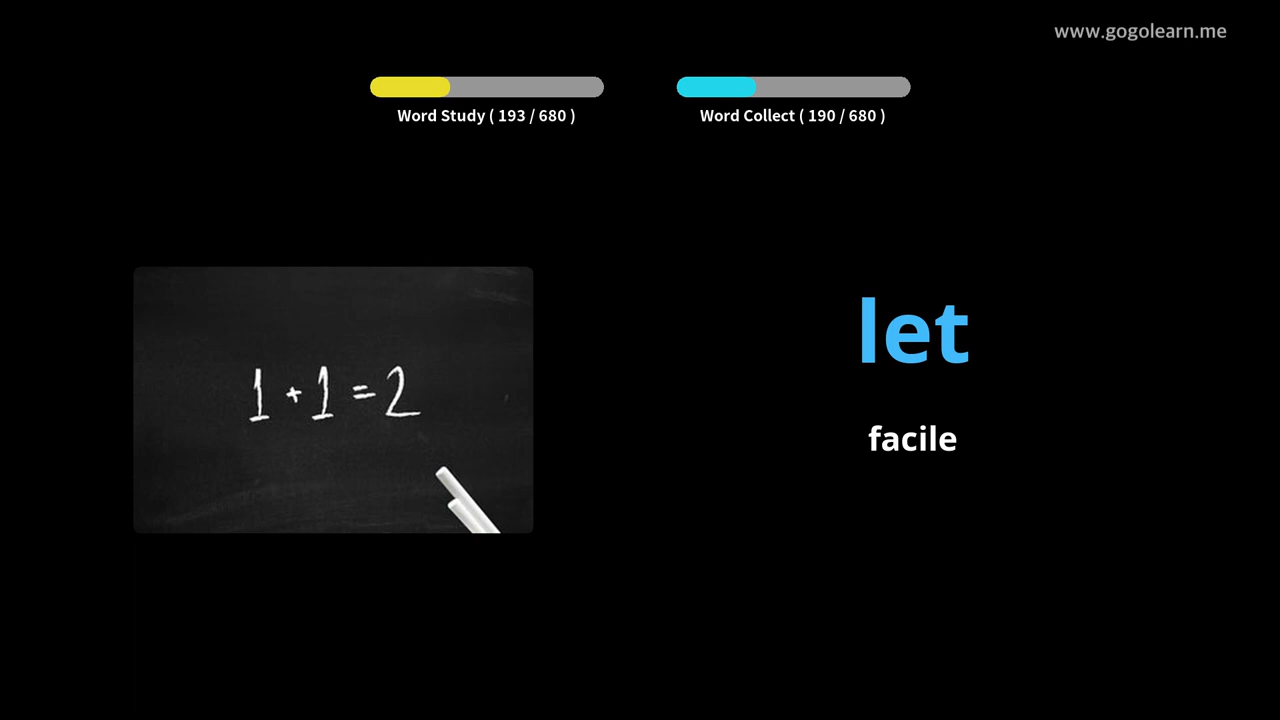 www.gogolearn.me
Word Study ( 193 / 680 )
Word Collect ( 190 / 680 )
1 + 1 = 2
let
facile